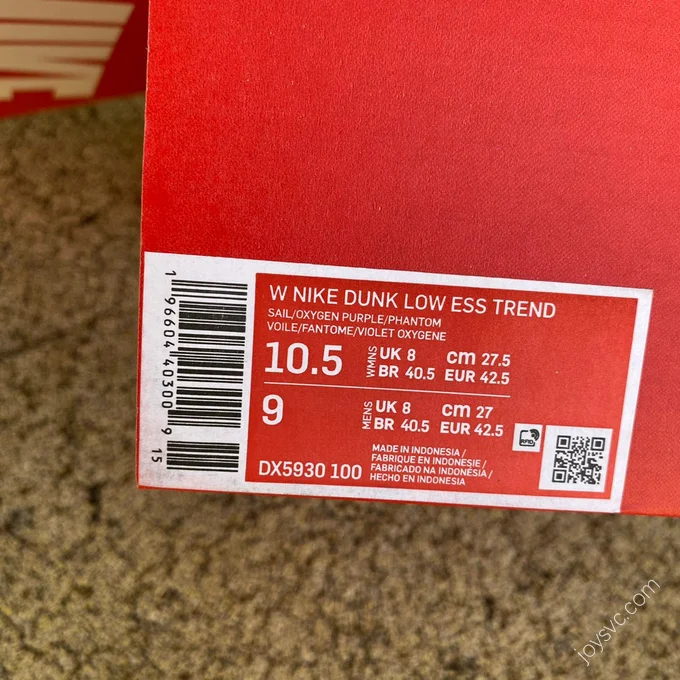 W NIKE DUNK LOW ESS TREND
SAIL/OXYGEN PURPLE/PHANTOM
VOILE/FANTOME/VIOLET OXYGENE
10.5 WMNS UK 8 cm 27.5
BR 40.5 EUR 42.5
9 MENS UK 8 cm 27
BR 40.5 EUR 42.5
DX5930 100
MADE IN INDONESIA/
FABRIQUE EN INDONESIE/
FABRICADO NA INDONÉSIA/
HECHO EN INDONESIA
RFID
1 96604 40300 9
15
joysvc.com